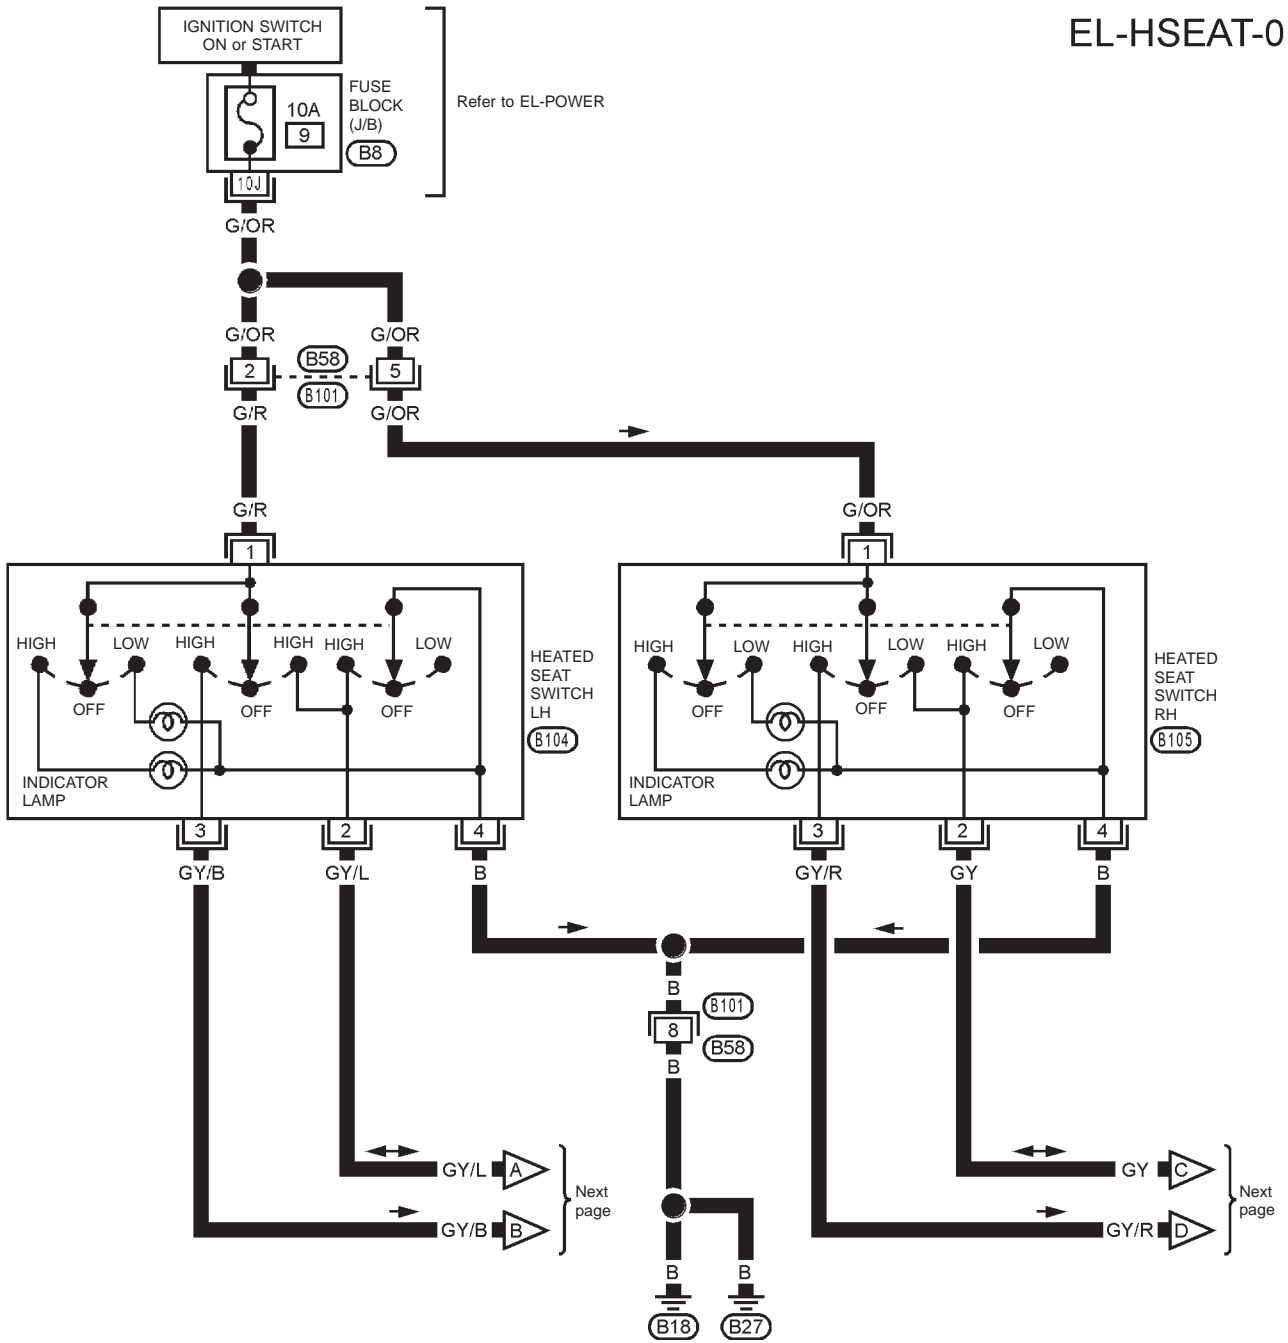 EL-HSEAT-0
IGNITION SWITCH
ON or START
FUSE
BLOCK
(J/B)
B8
10A
9
10J
Refer to EL-POWER
G/OR
G/OR
G/OR
2
B58
B101
5
G/R
G/OR
G/R
G/OR
1
1
HIGH
LOW
HIGH
HIGH
HIGH
LOW
OFF
OFF
OFF
INDICATOR
LAMP
HEATED
SEAT
SWITCH
LH
B104
HIGH
LOW
HIGH
LOW
HIGH
LOW
OFF
OFF
OFF
INDICATOR
LAMP
HEATED
SEAT
SWITCH
RH
B105
3
2
4
3
2
4
GY/B
GY/L
B
GY/R
GY
B
B
B101
8
B58
B
GY/L
A
GY/B
B
Next
page
GY
C
GY/R
D
Next
page
B
B
B18
B27